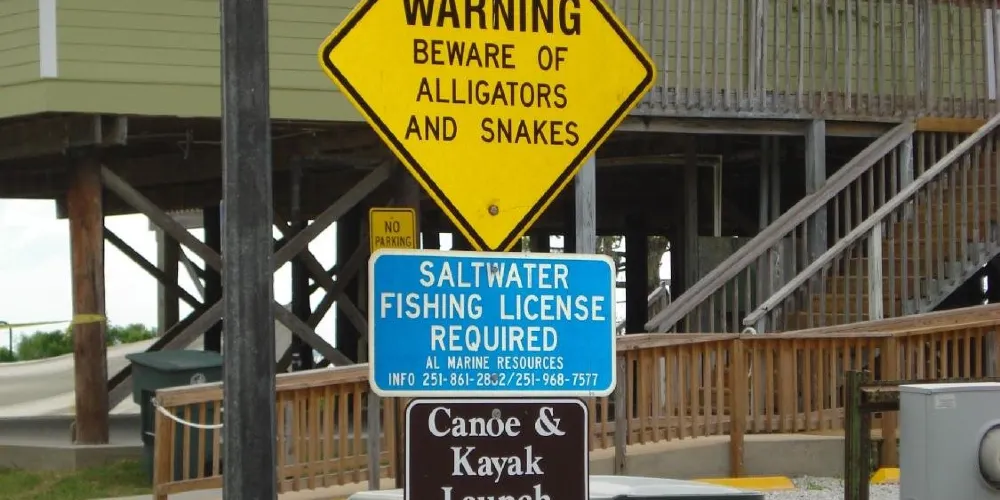 WARNING
BEWARE OF
ALLIGATORS
AND SNAKES
NO
PARKING
SALTWATER
FISHING LICENSE
REQUIRED
AL MARINE RESOURCES
INFO 251-861-2882/251-968-7577
Canoe &
Kayak
Launch